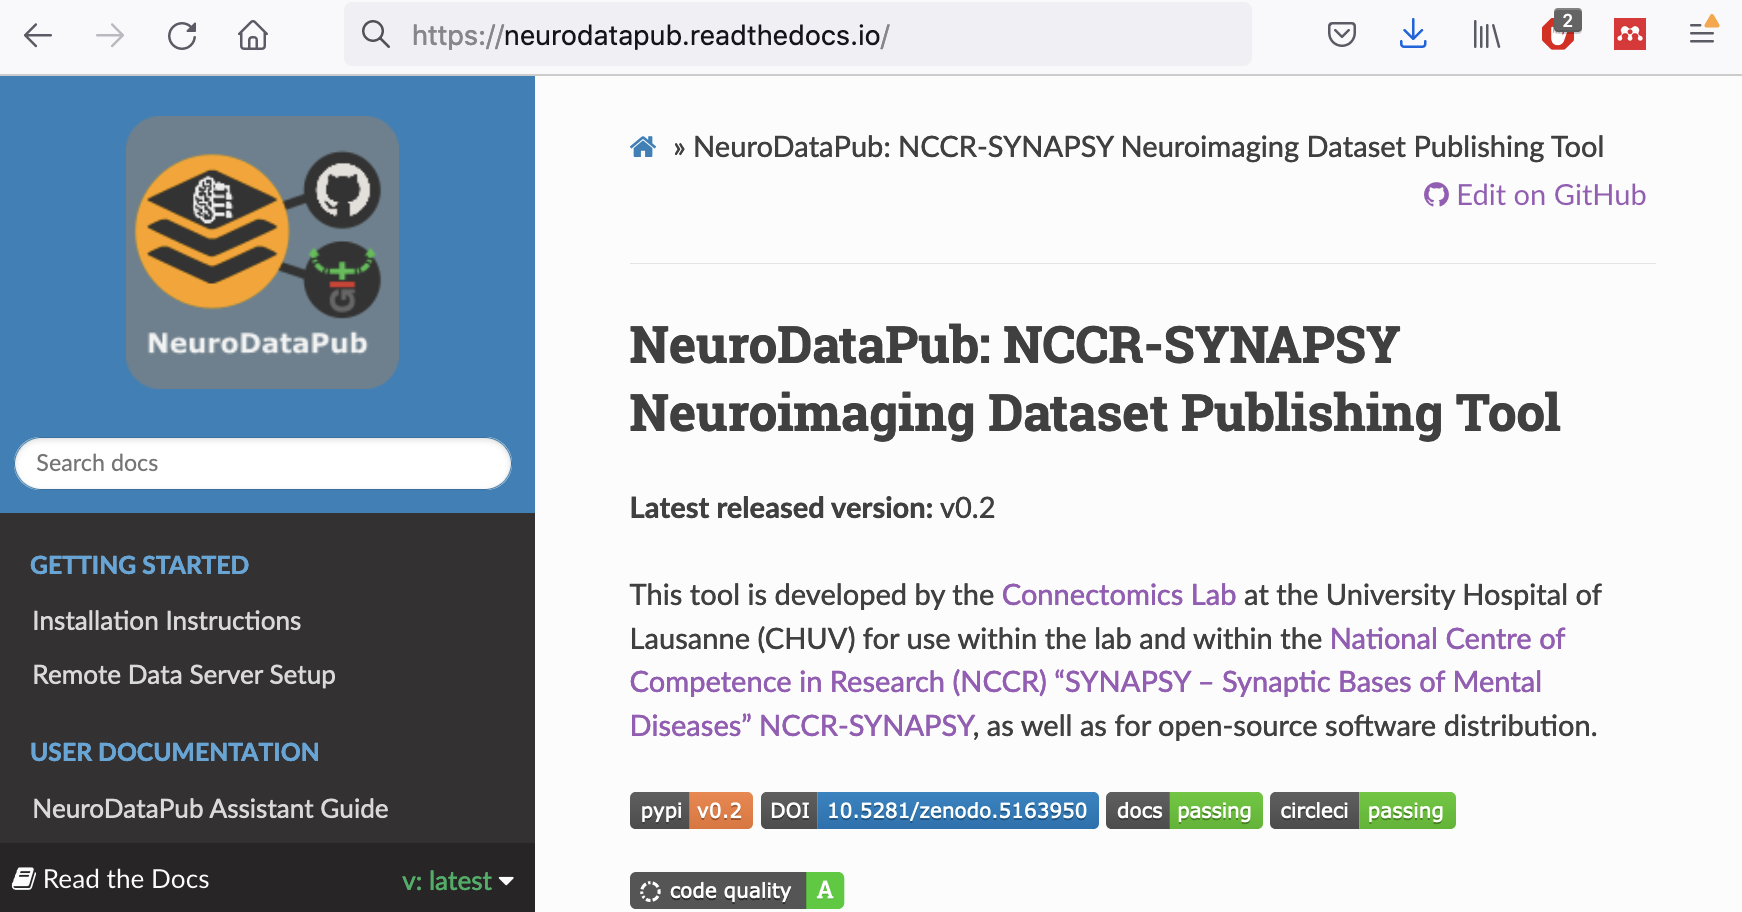 https://neurodatapub.readthedocs.io/
2
NeuroDataPub
Search docs
GETTING STARTED
Installation Instructions
Remote Data Server Setup
USER DOCUMENTATION
NeuroDataPub Assistant Guide
Read the Docs
v: latest
» NeuroDataPub: NCCR-SYNAPSY Neuroimaging Dataset Publishing Tool
Edit on GitHub
NeuroDataPub: NCCR-SYNAPSY
Neuroimaging Dataset Publishing Tool
Latest released version: v0.2
This tool is developed by the Connectomics Lab at the University Hospital of
Lausanne (CHUV) for use within the lab and within the National Centre of
Competence in Research (NCCR) “SYNAPSY – Synaptic Bases of Mental
Diseases” NCCR-SYNAPSY, as well as for open-source software distribution.
pypi v0.2 DOI 10.5281/zenodo.5163950 docs passing circleci passing
code quality A